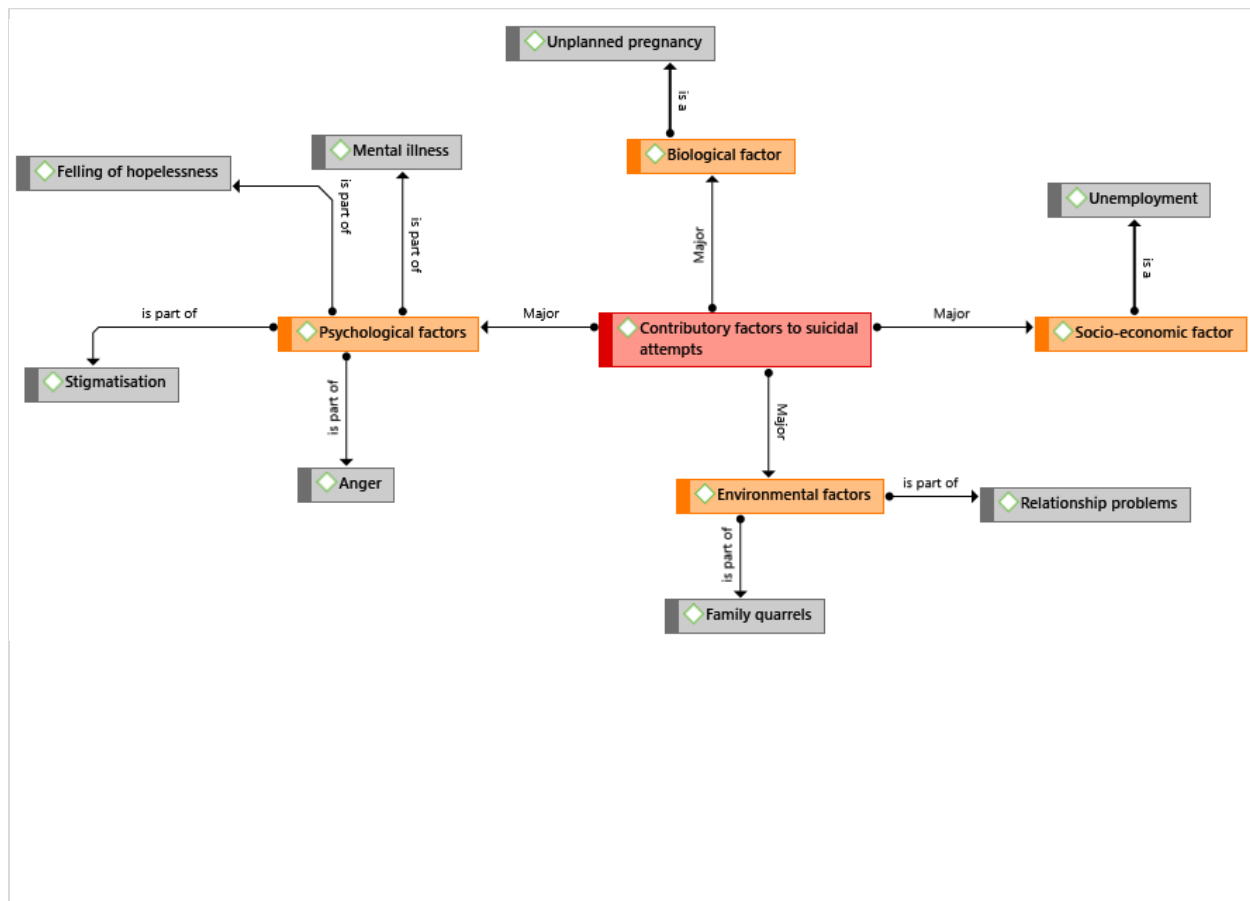 Unplanned pregnancy
is a
Mental illness
Biological factor
Felling of hopelessness
is part of
is part of
Unemployment
Major
is a
is part of
Psychological factors
Major
Contributory factors to suicidal
attempts
Major
Socio-economic factor
Stigmatisation
is part of
Major
Anger
Environmental factors
is part of
Relationship problems
is part of
Family quarrels